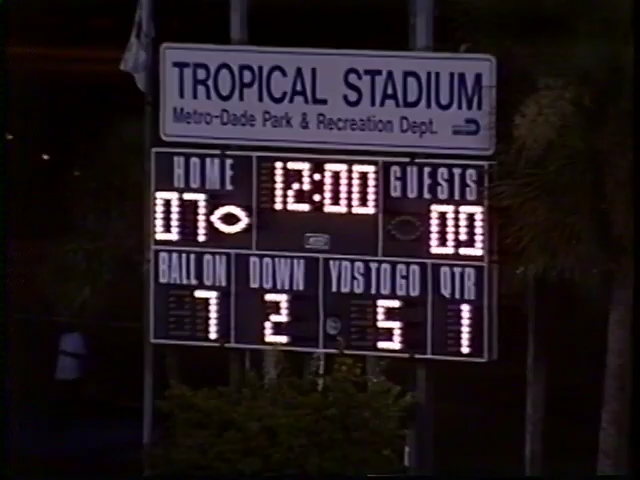 TROPICAL STADIUM
Metro-Dade Park & Recreation Dept.
HOME 12:00 GUESTS
07 00
BALL ON DOWN YDS TO GO QTR
7 2 5 1